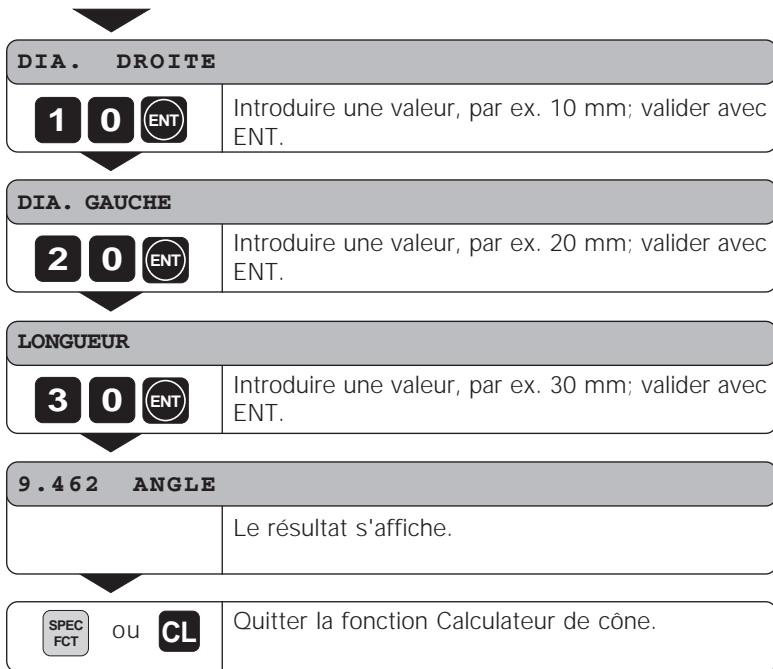 DIA. DROITE
1 0 ENT
Introduire une valeur, par ex. 10 mm; valider avec
ENT.
DIA. GAUCHE
2 0 ENT
Introduire une valeur, par ex. 20 mm; valider avec
ENT.
LONGUEUR
3 0 ENT
Introduire une valeur, par ex. 30 mm; valider avec
ENT.
9.462 ANGLE
Le résultat s'affiche.
SPEC
FCT
ou CL
Quitter la fonction Calculateur de cône.